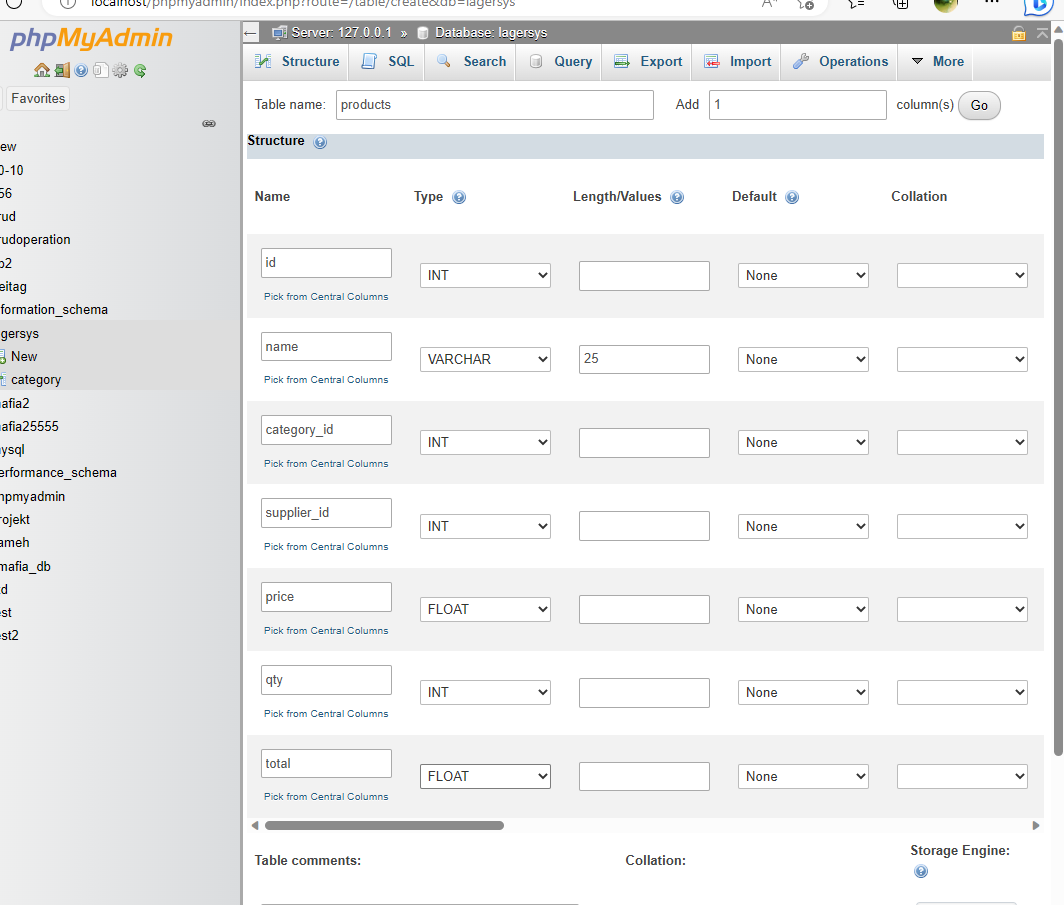 localhost/phpmyadmin/index.php?route=/table/create&db=lagersys
phpMyAdmin
Favorites
ew
0-10
56
rud
rudoperation
b2
eitag
formation_schema
gersys
New
category
afia2
afia25555
ysql
erformance_schema
hpmyadmin
rojekt
ameh
mafia_db
d
st
st2
Server: 127.0.0.1 » Database: lagersys
Structure SQL Search Query Export Import Operations More
Table name: products Add 1 column(s) Go
Structure
Name Type Length/Values Default Collation
id INT None
Pick from Central Columns
name VARCHAR 25 None
Pick from Central Columns
category_id INT None
Pick from Central Columns
supplier_id INT None
Pick from Central Columns
price FLOAT None
Pick from Central Columns
qty INT None
Pick from Central Columns
total FLOAT None
Pick from Central Columns
Table comments: Collation: Storage Engine: